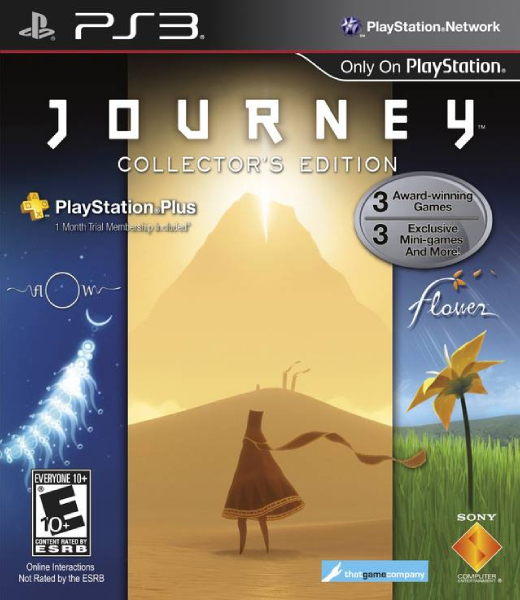 PS3
PlayStation®Network
Only On PlayStation®
JOURNEY™
COLLECTOR'S EDITION
PlayStation®Plus
1 Month Trial Membership Included*
3 Award-winning
Games
3 Exclusive
Mini-games
And More!
flOw
flower
EVERYONE 10+
E
10+
CONTENT RATED BY
ESRB
Online Interactions
Not Rated by the ESRB
thatgamecompany
SONY
COMPUTER
ENTERTAINMENT